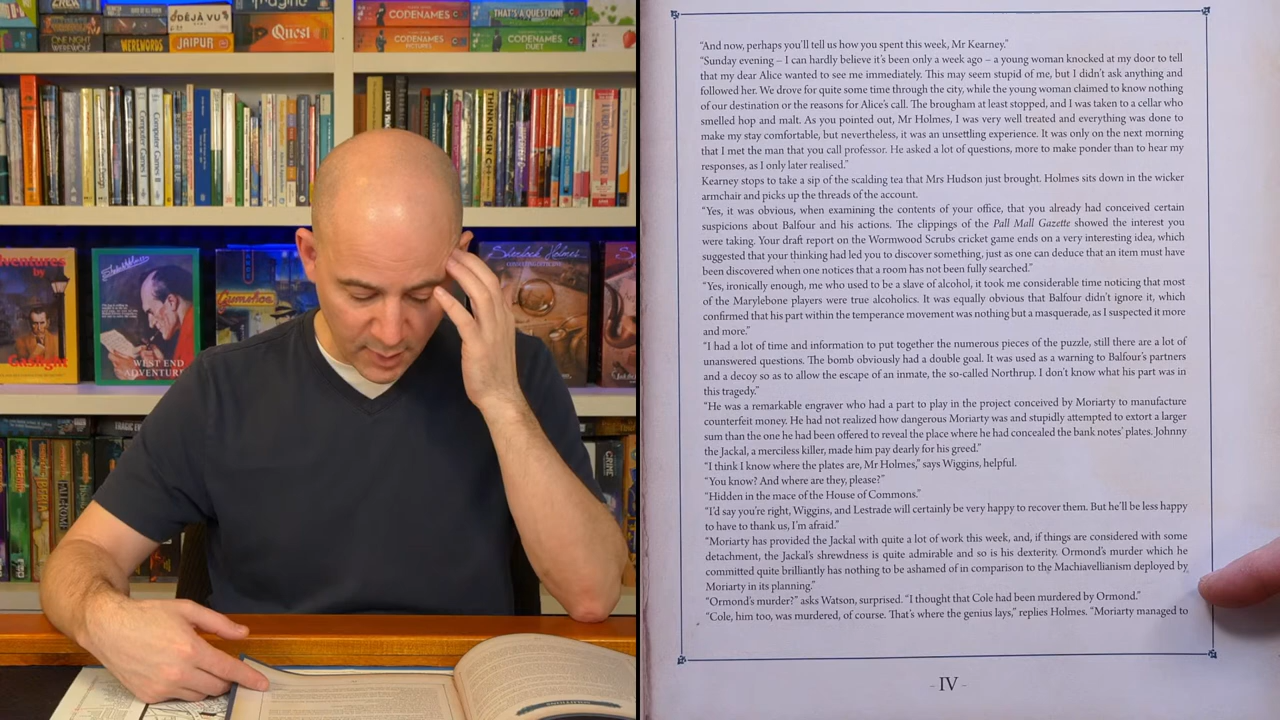 DÉJÀ VU
Imagine
WEREWORDS
JAIPUR
Quest
CODENAMES
THAT'S A QUESTION!
CODENAMES
PICTURES
CODENAMES
DUET
Computer Games I
Computer Games II
THINKING IN C++
TURBO ASSEMBLER
Adventures
by
Gaslight
WEST END
ADVENTURES
Gumshoe
Sherlock Holmes
CONSULTING DETECTIVE
IBERIA
CRIME
SOLUTIONS
"And now, perhaps you'll tell us how you spent this week, Mr Kearney."
"Sunday evening – I can hardly believe it's been only a week ago – a young woman knocked at my door to tell
that my dear Alice wanted to see me immediately. This may seem stupid of me, but I didn't ask anything and
followed her. We drove for quite some time through the city, while the young woman claimed to know nothing
of our destination or the reasons for Alice's call. The brougham at least stopped, and I was taken to a cellar who
smelled hop and malt. As you pointed out, Mr Holmes, I was very well treated and everything was done to
make my stay comfortable, but nevertheless, it was an unsettling experience. It was only on the next morning
that I met the man that you call professor. He asked a lot of questions, more to make ponder than to hear my
responses, as I only later realised."
Kearney stops to take a sip of the scalding tea that Mrs Hudson just brought. Holmes sits down in the wicker
armchair and picks up the threads of the account.
"Yes, it was obvious, when examining the contents of your office, that you already had conceived certain
suspicions about Balfour and his actions. The clippings of the Pall Mall Gazette showed the interest you
were taking. Your draft report on the Wormwood Scrubs cricket game ends on a very interesting idea, which
suggested that your thinking had led you to discover something, just as one can deduce that an item must have
been discovered when one notices that a room has not been fully searched."
"Yes, ironically enough, me who used to be a slave of alcohol, it took me considerable time noticing that most
of the Marylebone players were true alcoholics. It was equally obvious that Balfour didn't ignore it, which
confirmed that his part within the temperance movement was nothing but a masquerade, as I suspected it more
and more."
"I had a lot of time and information to put together the numerous pieces of the puzzle, still there are a lot of
unanswered questions. The bomb obviously had a double goal. It was used as a warning to Balfour's partners
and a decoy so as to allow the escape of an inmate, the so-called Northrup. I don't know what his part was in
this tragedy."
"He was a remarkable engraver who had a part to play in the project conceived by Moriarty to manufacture
counterfeit money. He had not realized how dangerous Moriarty was and stupidly attempted to extort a larger
sum than the one he had been offered to reveal the place where he had concealed the bank notes' plates. Johnny
the Jackal, a merciless killer, made him pay dearly for his greed."
"I think I know where the plates are, Mr Holmes," says Wiggins, helpful.
"You know? And where are they, please?"
"Hidden in the mace of the House of Commons."
"I'd say you're right, Wiggins, and Lestrade will certainly be very happy to recover them. But he'll be less happy
to have to thank us, I'm afraid."
"Moriarty has provided the Jackal with quite a lot of work this week, and, if things are considered with some
detachment, the Jackal's shrewdness is quite admirable and so is his dexterity. Ormond's murder which he
committed quite brilliantly has nothing to be ashamed of in comparison to the Machiavellianism deployed by
Moriarty in its planning."
"Ormond's murder?" asks Watson, surprised. "I thought that Cole had been murdered by Ormond."
"Cole, him too, was murdered, of course. That's where the genius lays," replies Holmes. "Moriarty managed to
- IV -